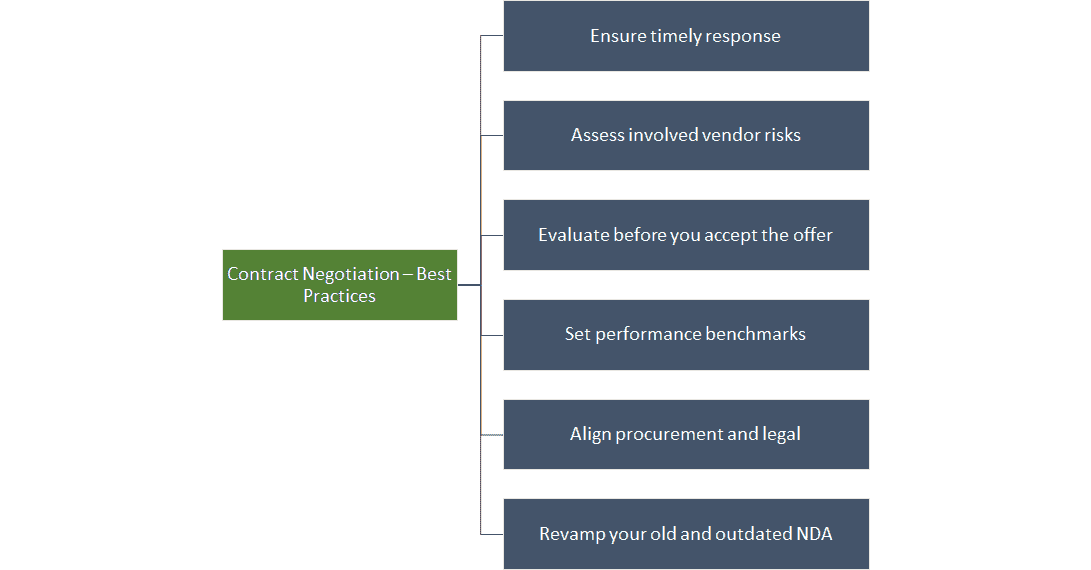 Ensure timely response
Assess involved vendor risks
Evaluate before you accept the offer
Contract Negotiation – Best
Practices
Set performance benchmarks
Align procurement and legal
Revamp your old and outdated NDA